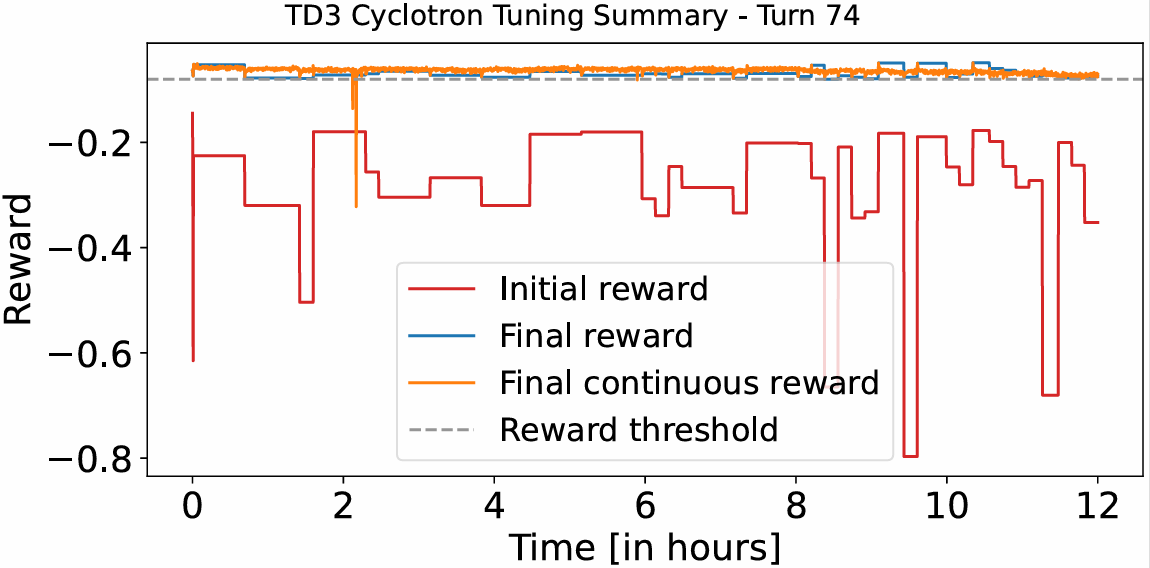 TD3 Cyclotron Tuning Summary - Turn 74
Reward
−0.2
−0.4
−0.6
−0.8
Initial reward
Final reward
Final continuous reward
Reward threshold
0 2 4 6 8 10 12
Time [in hours]